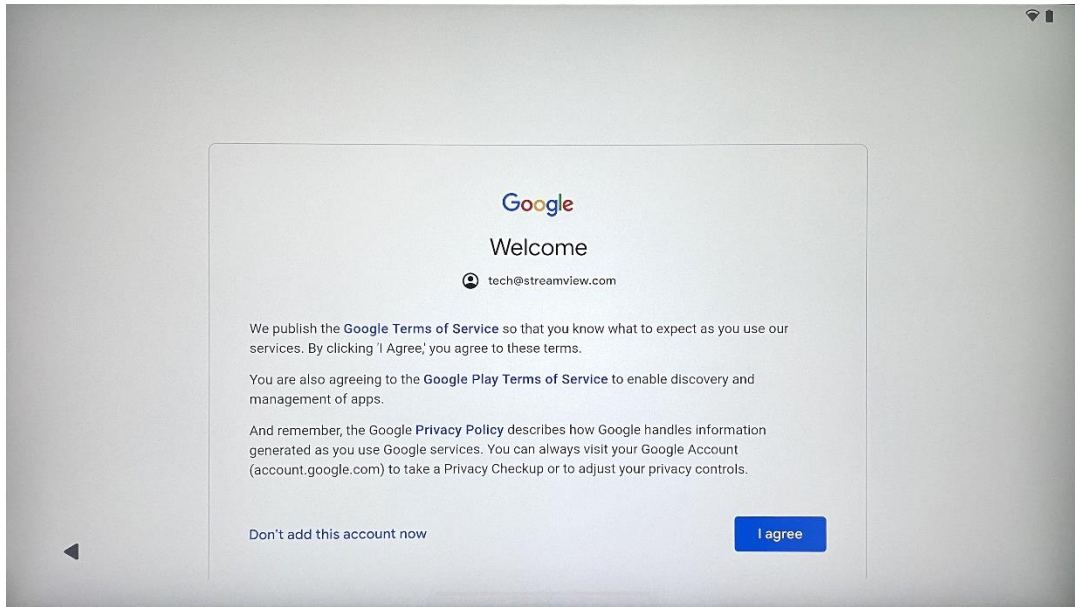 Google
Welcome
tech@streamview.com
We publish the Google Terms of Service so that you know what to expect as you use our
services. By clicking 'I Agree,' you agree to these terms.
You are also agreeing to the Google Play Terms of Service to enable discovery and
management of apps.
And remember, the Google Privacy Policy describes how Google handles information
generated as you use Google services. You can always visit your Google Account
(account.google.com) to take a Privacy Checkup or to adjust your privacy controls.
Don't add this account now
I agree